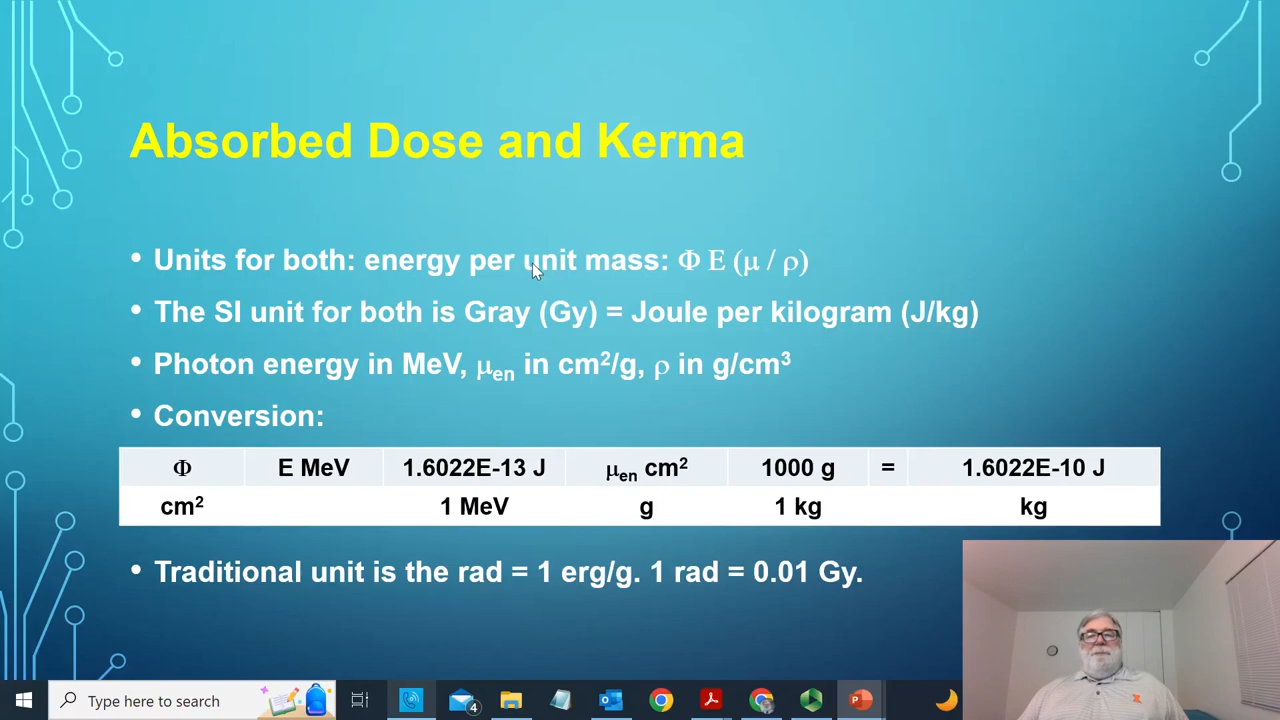 Absorbed Dose and Kerma
• Units for both: energy per unit mass: Φ E (μ / ρ)
• The SI unit for both is Gray (Gy) = Joule per kilogram (J/kg)
• Photon energy in MeV, μen in cm²/g, ρ in g/cm³
• Conversion:
Φ E MeV 1.6022E-13 J μen cm² 1000 g = 1.6022E-10 J
cm² 1 MeV g 1 kg kg
• Traditional unit is the rad = 1 erg/g. 1 rad = 0.01 Gy.
Type here to search 4